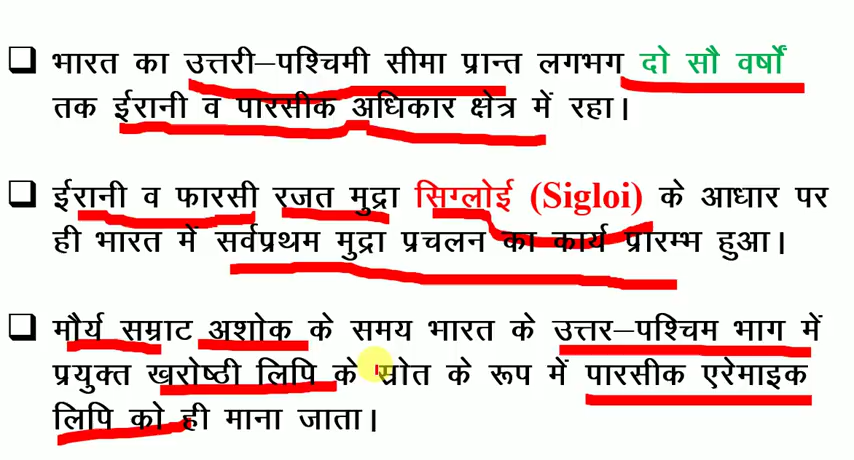 ❑ भारत का उत्तरी–पश्चिमी सीमा प्रान्त लगभग दो सौ वर्षों
तक ईरानी व पारसीक अधिकार क्षेत्र में रहा।
❑ ईरानी व फारसी रजत मुद्रा सिग्लोई (Sigloi) के आधार पर
ही भारत में सर्वप्रथम मुद्रा प्रचलन का कार्य प्रारम्भ हुआ।
❑ मौर्य सम्राट अशोक के समय भारत के उत्तर–पश्चिम भाग में
प्रयुक्त खरोष्ठी लिपि के स्रोत के रूप में पारसीक एरेमाइक
लिपि को ही माना जाता।